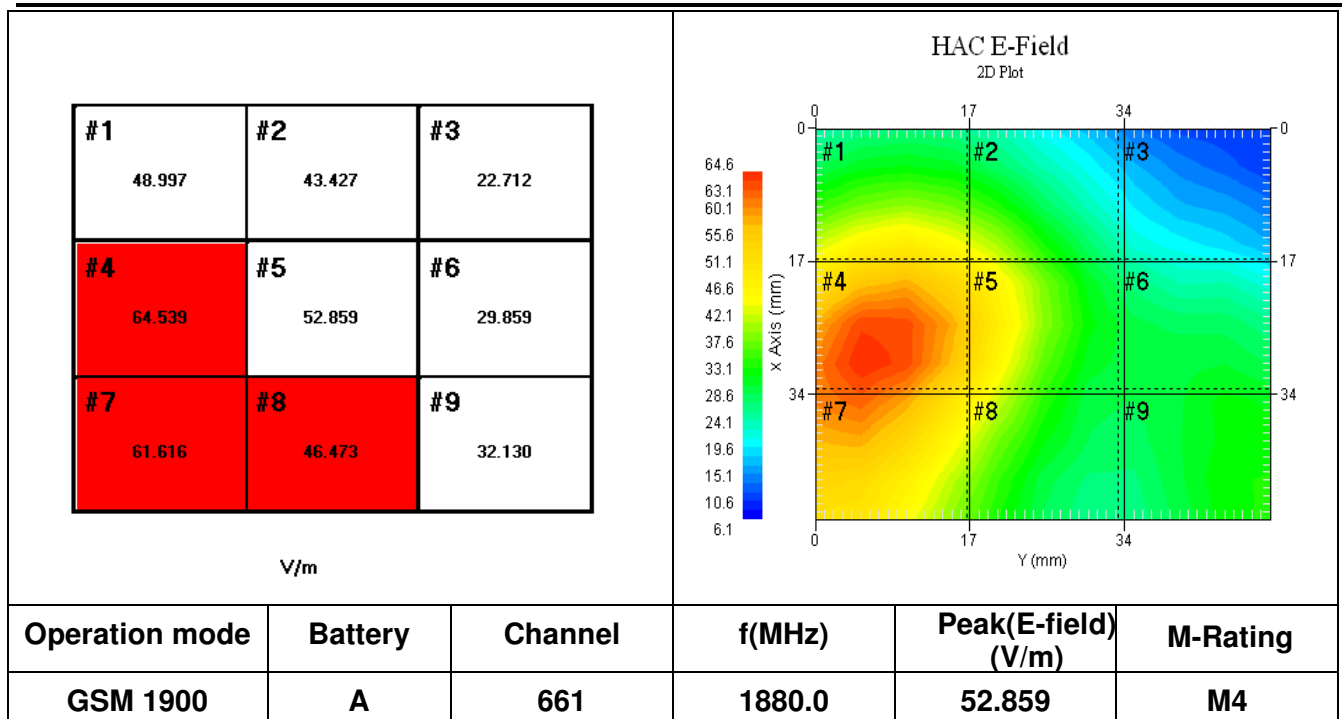 #1 #2 #3
48.997 43.427 22.712
#4 #5 #6
64.539 52.859 29.859
#7 #8 #9
61.616 46.473 32.130
V/m
HAC E-Field
2D Plot
0 17 34
0 0
#1 #2 #3
17
#4 #5 #6
34 34
#7 #8 #9
0 17 34
Y (mm)
x Axis (mm)
64.6
63.1
60.1
55.6
51.1
46.6
42.1
37.6
33.1
28.6
24.1
19.6
15.1
10.6
6.1
17
Operation mode Battery Channel f(MHz) Peak(E-field) (V/m) M-Rating
GSM 1900 A 661 1880.0 52.859 M4